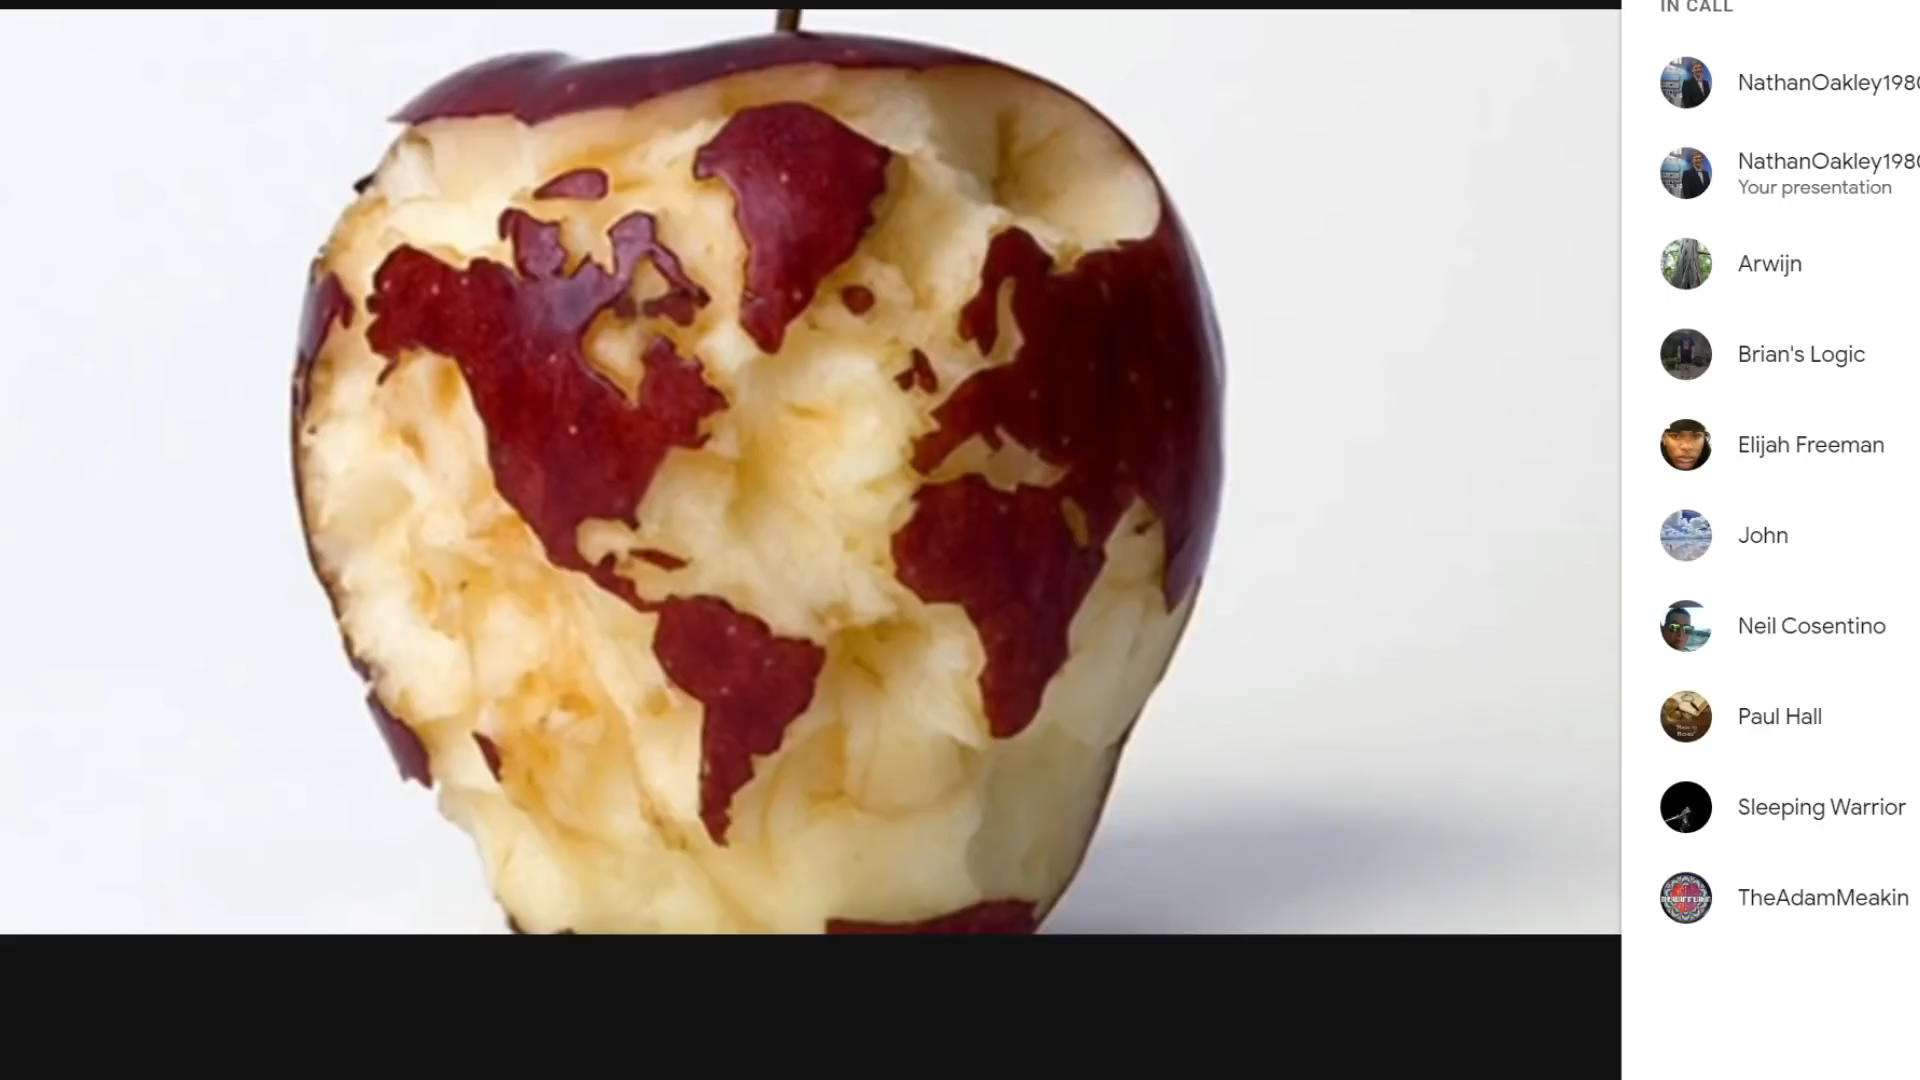 IN CALL
NathanOakley198
NathanOakley198
Your presentation
Arwijn
Brian's Logic
Elijah Freeman
John
Neil Cosentino
Paul Hall
Sleeping Warrior
TheAdamMeakin